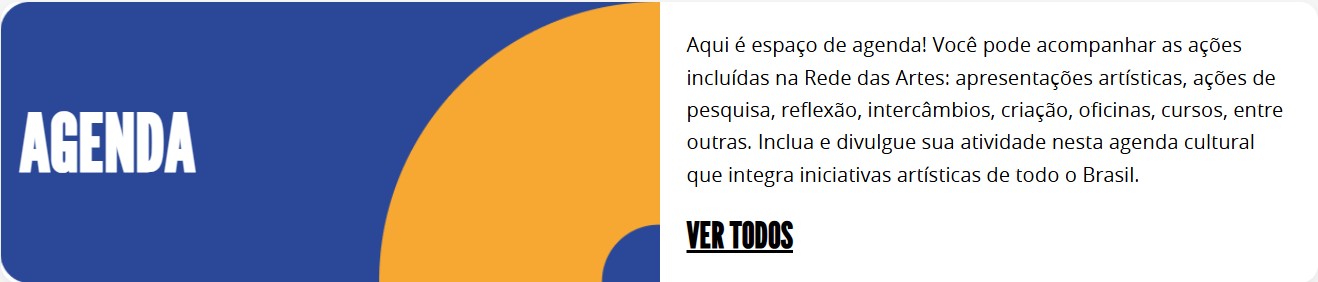 AGENDA
Aqui é espaço de agenda! Você pode acompanhar as ações
incluídas na Rede das Artes: apresentações artísticas, ações de
pesquisa, reflexão, intercâmbios, criação, oficinas, cursos, entre
outras. Inclua e divulgue sua atividade nesta agenda cultural
que integra iniciativas artísticas de todo o Brasil.
VER TODOS